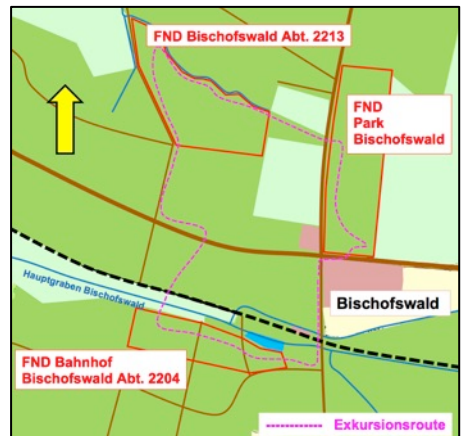 FND Bischofswald Abt. 2213
FND
Park
Bischofswald
Hauptgraben Bischofswald
Bischofswald
FND Bahnhof
Bischofswald Abt. 2204
Exkursionsroute